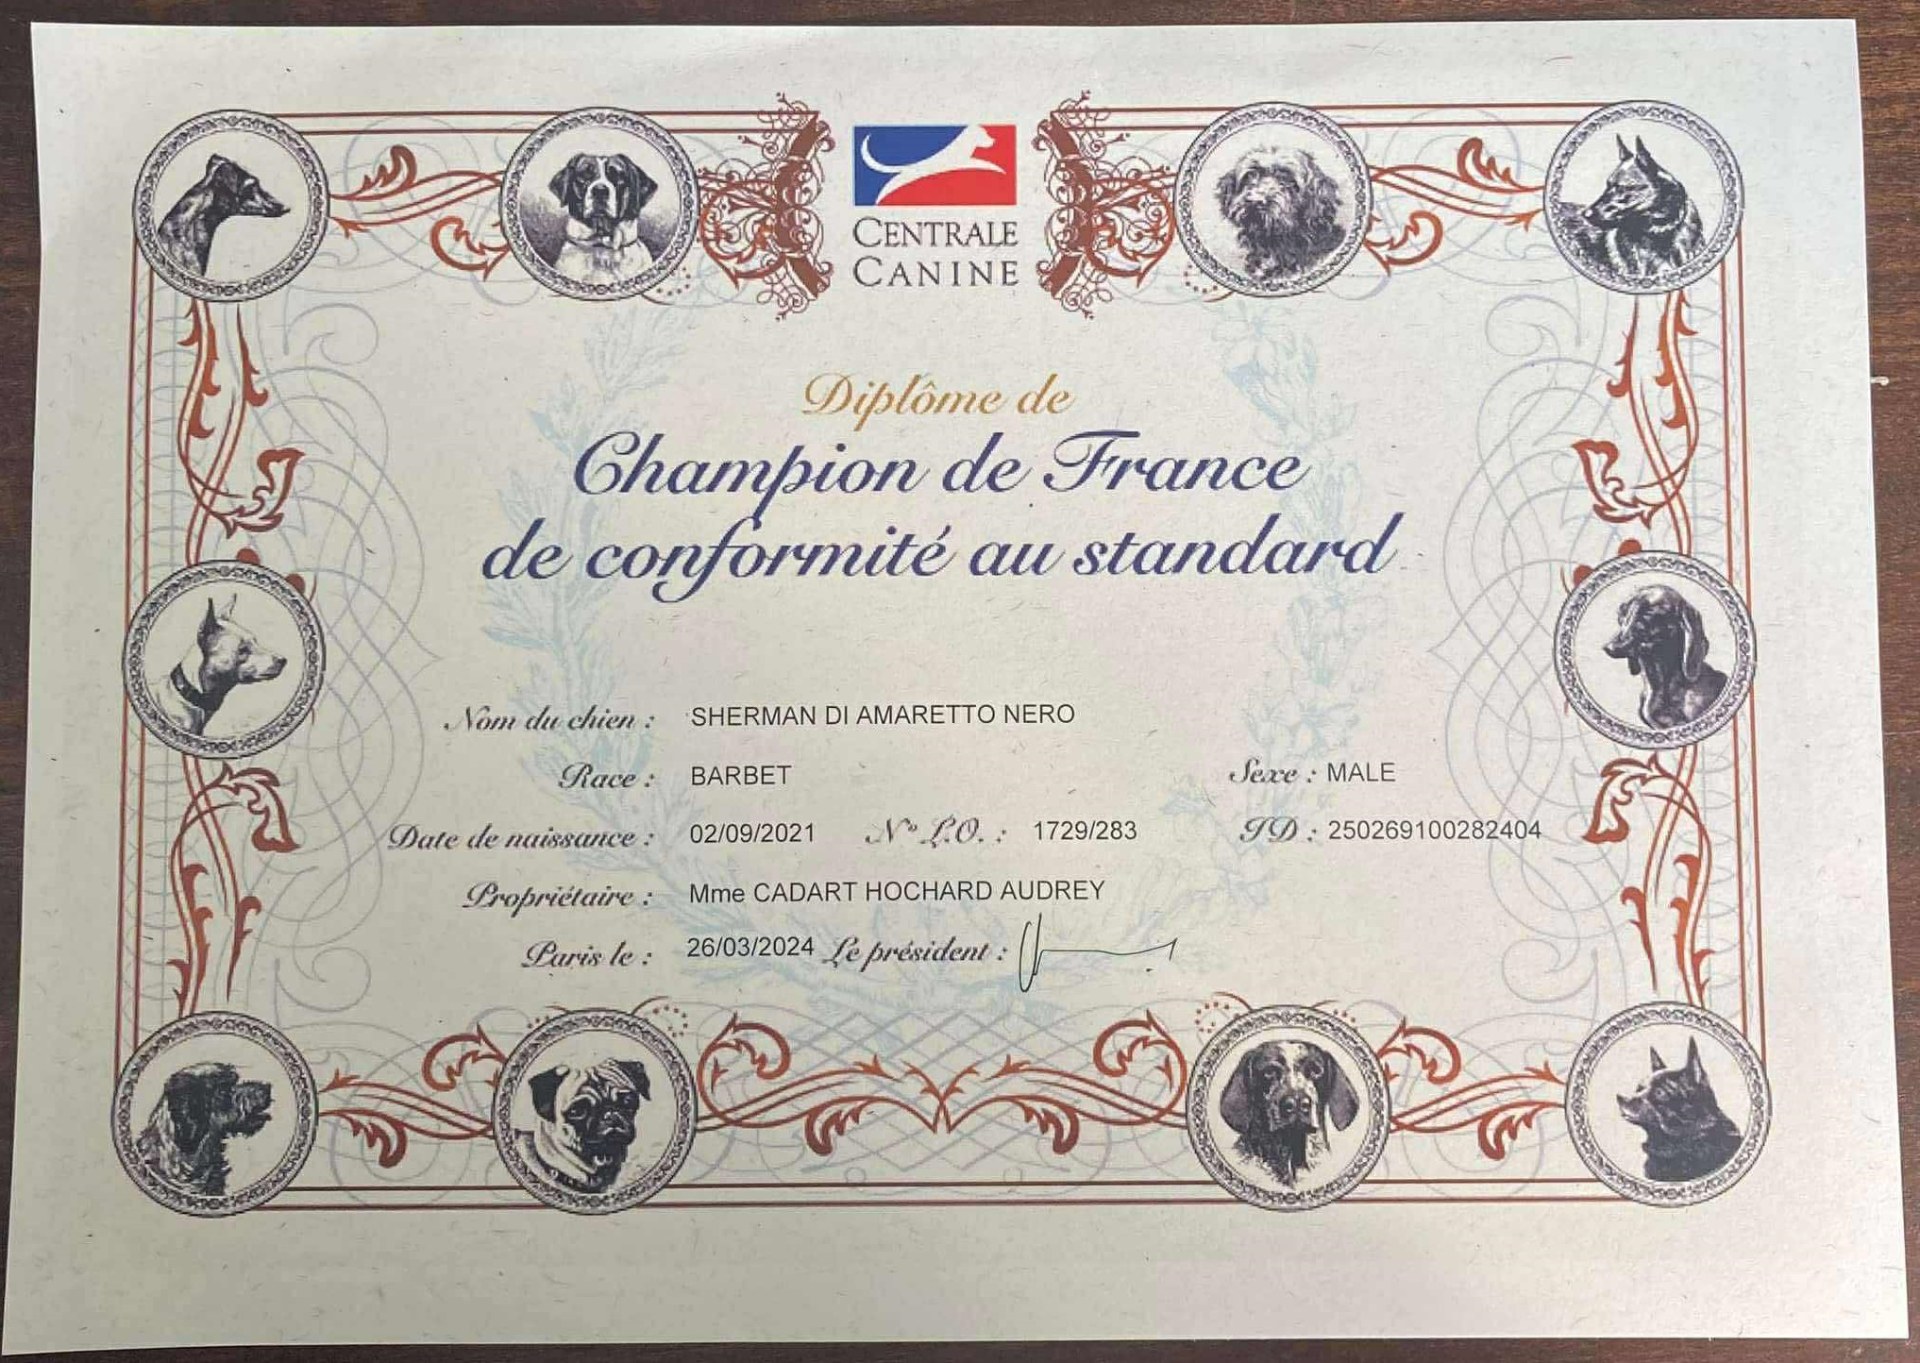 CENTRALE
CANINE
Diplôme de
Champion de France
de conformité au standard
Nom du chien : SHERMAN DI AMARETTO NERO
Race : BARBET Sexe : MALE
Date de naissance : 02/09/2021 N° L.O. : 1729/283 ID : 250269100282404
Propriétaire : Mme CADART HOCHARD AUDREY
Paris le : 26/03/2024 Le président :